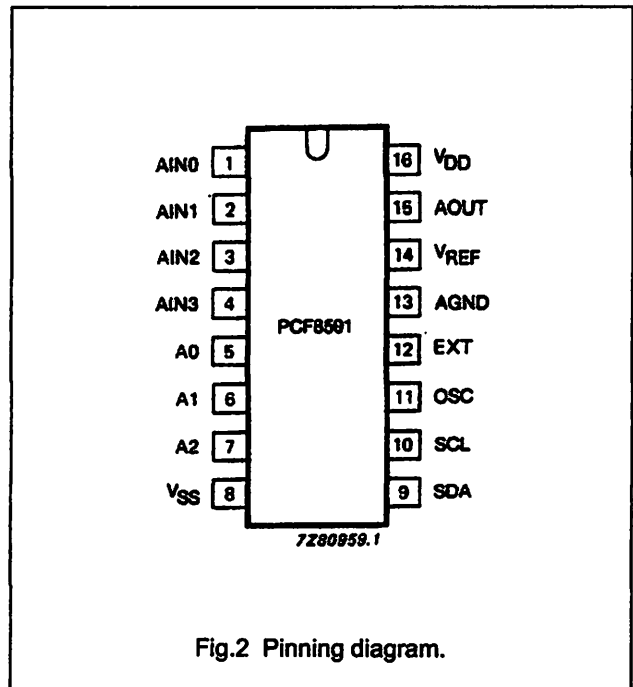 AIN0 1 16 VDD
AIN1 2 15 AOUT
AIN2 3 14 VREF
AIN3 4 13 AGND
PCF8591
A0 5 12 EXT
A1 6 11 OSC
A2 7 10 SCL
VSS 8 9 SDA
7Z80959.1
Fig.2 Pinning diagram.